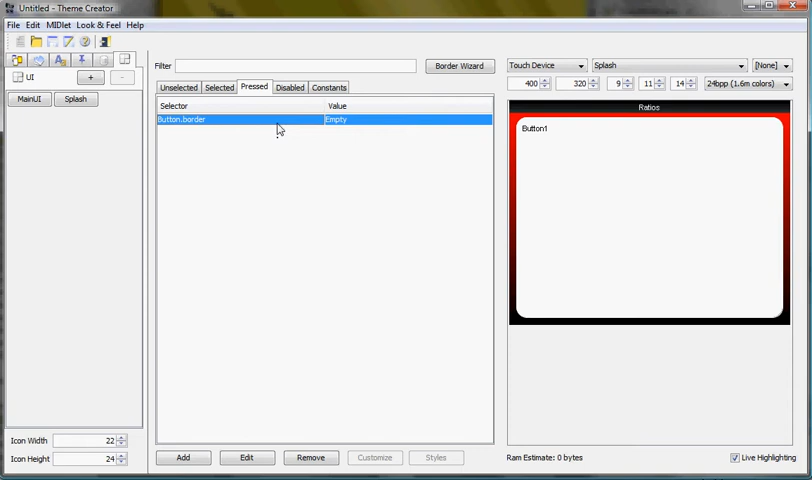 Untitled - Theme Creator
File Edit MIDlet Look & Feel Help
UI + -
MainUI Splash
Icon Width 22
Icon Height 24
Filter Border Wizard
Unselected Selected Pressed Disabled Constants
Selector Value
Button.border Empty
Add Edit Remove Customize Styles
Touch Device Splash [None]
400 320 9 11 14 24bpp (1.6m colors)
Ratios
Button1
Ram Estimate: 0 bytes Live Highlighting